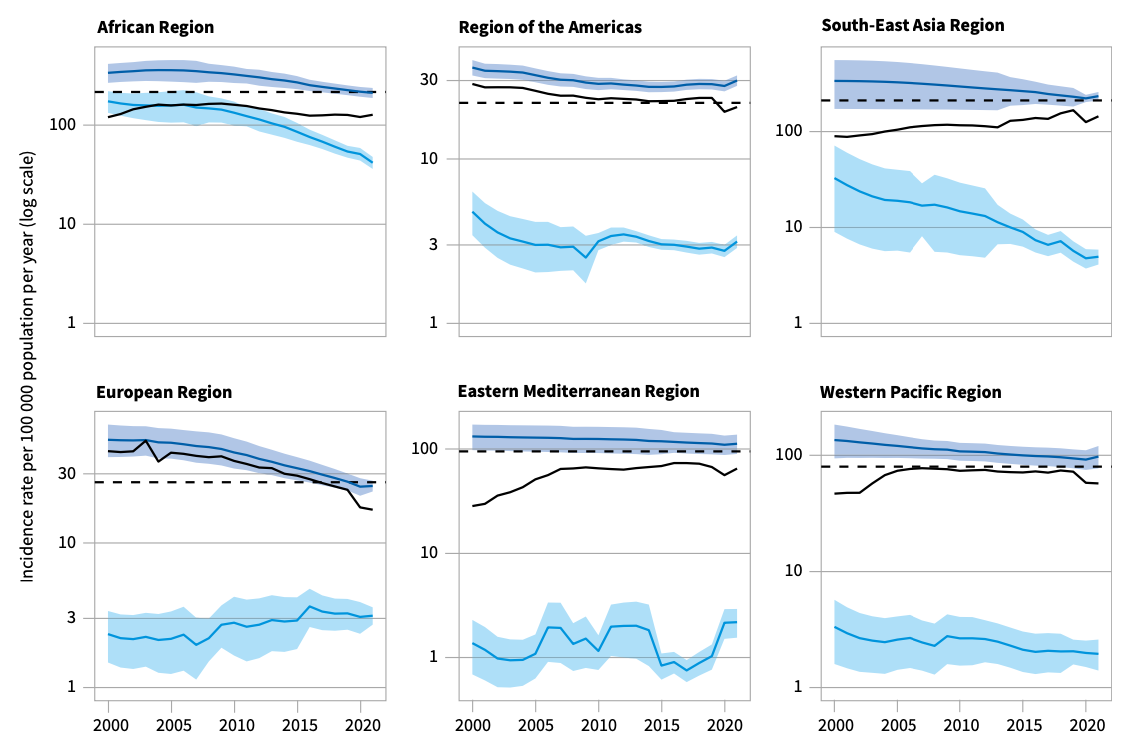 Incidence rate per 100 000 population per year (log scale)
African Region
100
10
1
Region of the Americas
30
10
3
1
South-East Asia Region
100
10
1
European Region
30
10
3
1
2000 2005 2010 2015 2020
Eastern Mediterranean Region
100
10
1
2000 2005 2010 2015 2020
Western Pacific Region
100
10
1
2000 2005 2010 2015 2020